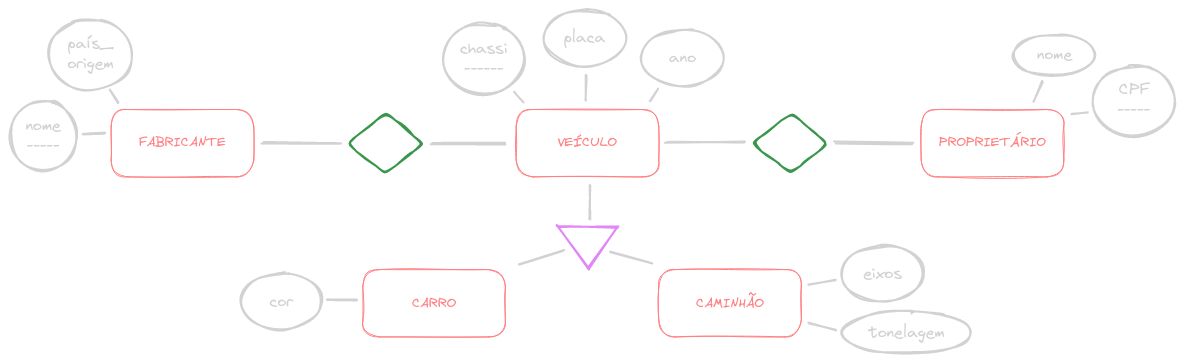 país_
origem
nome
-----
FABRICANTE
chassi
------
placa
ano
VEÍCULO
nome
CPF
-----
PROPRIETÁRIO
cor
CARRO
CAMINHÃO
eixos
tonelagem